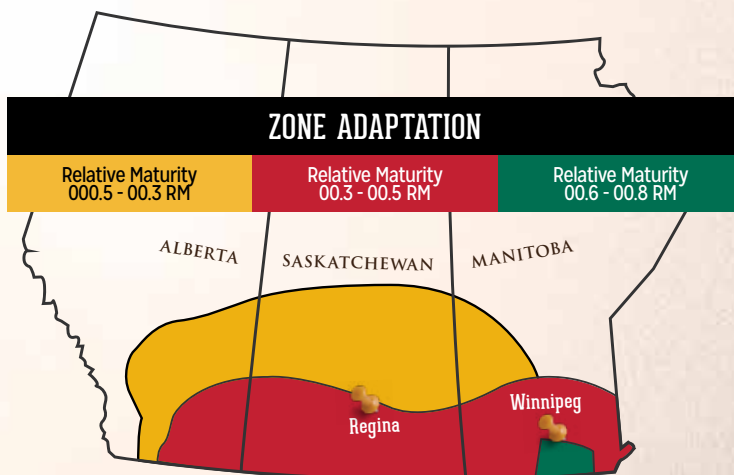 ZONE ADAPTATION
Relative Maturity
000.5 - 00.3 RM
Relative Maturity
00.3 - 00.5 RM
Relative Maturity
00.6 - 00.8 RM
ALBERTA
SASKATCHEWAN
MANITOBA
Winnipeg
Regina